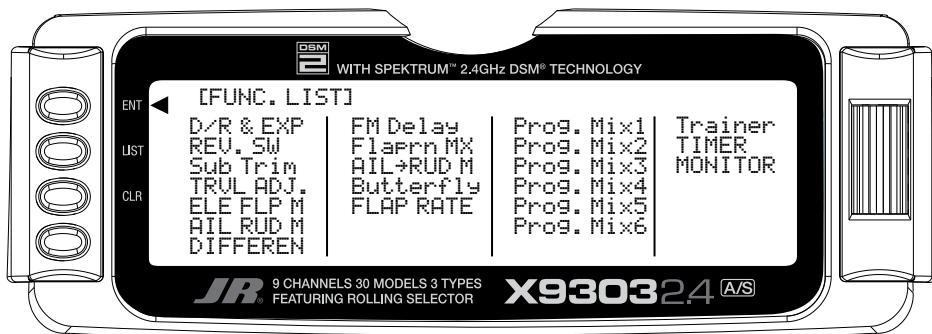 DSM
2 WITH SPEKTRUM™ 2.4GHz DSM® TECHNOLOGY
ENT
LIST
CLR
[FUNC. LIST]
D/R & EXP
REV. SW
Sub Trim
TRVL ADJ.
ELE FLP M
AIL RUD M
DIFFEREN
FM Delay
Flaprn MX
AIL→RUD M
Butterfly
FLAP RATE
Prog. Mix1
Prog. Mix2
Prog. Mix3
Prog. Mix4
Prog. Mix5
Prog. Mix6
Trainer
TIMER
MONITOR
JR®
9 CHANNELS 30 MODELS 3 TYPES
FEATURING ROLLING SELECTOR
X9303 2.4 A/S